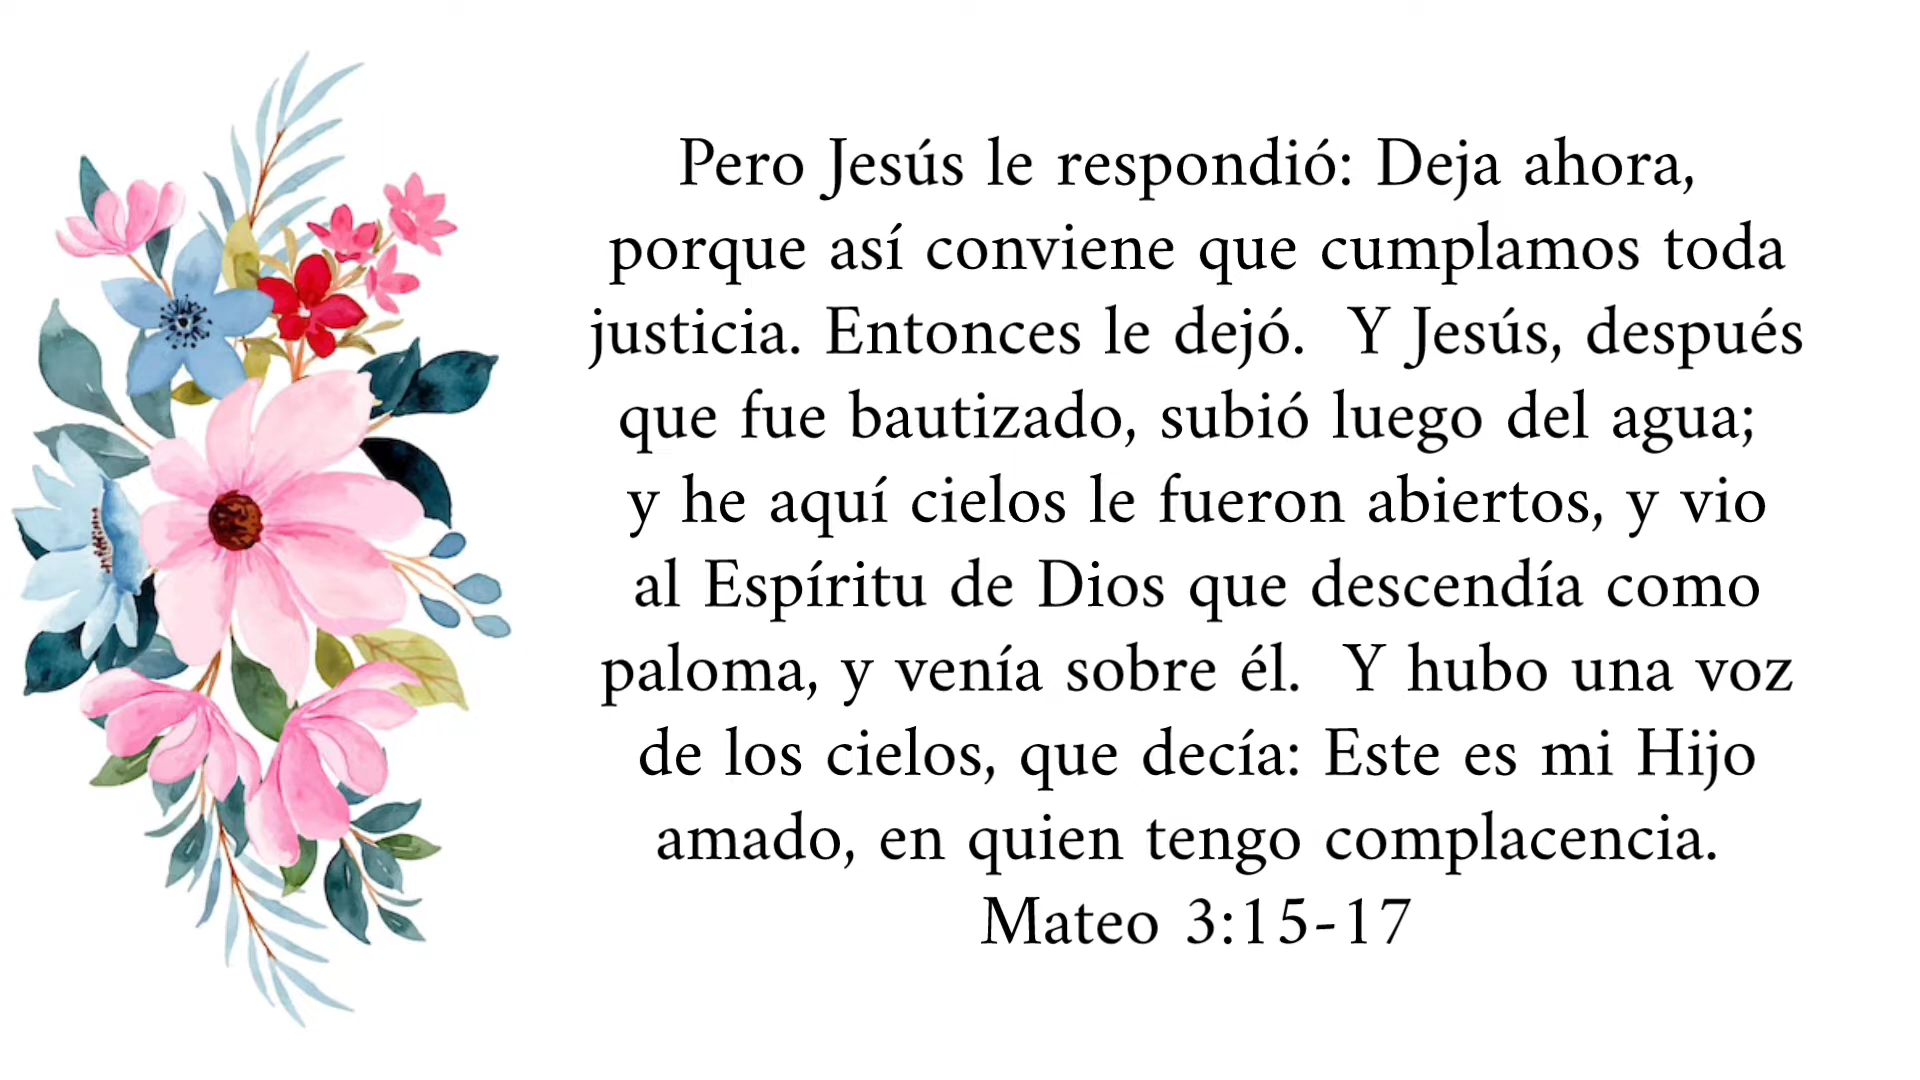 Pero Jesús le respondió: Deja ahora,
porque así conviene que cumplamos toda
justicia. Entonces le dejó.  Y Jesús, después
que fue bautizado, subió luego del agua;
y he aquí cielos le fueron abiertos, y vio
al Espíritu de Dios que descendía como
paloma, y venía sobre él.  Y hubo una voz
de los cielos, que decía: Este es mi Hijo
amado, en quien tengo complacencia.
Mateo 3:15-17